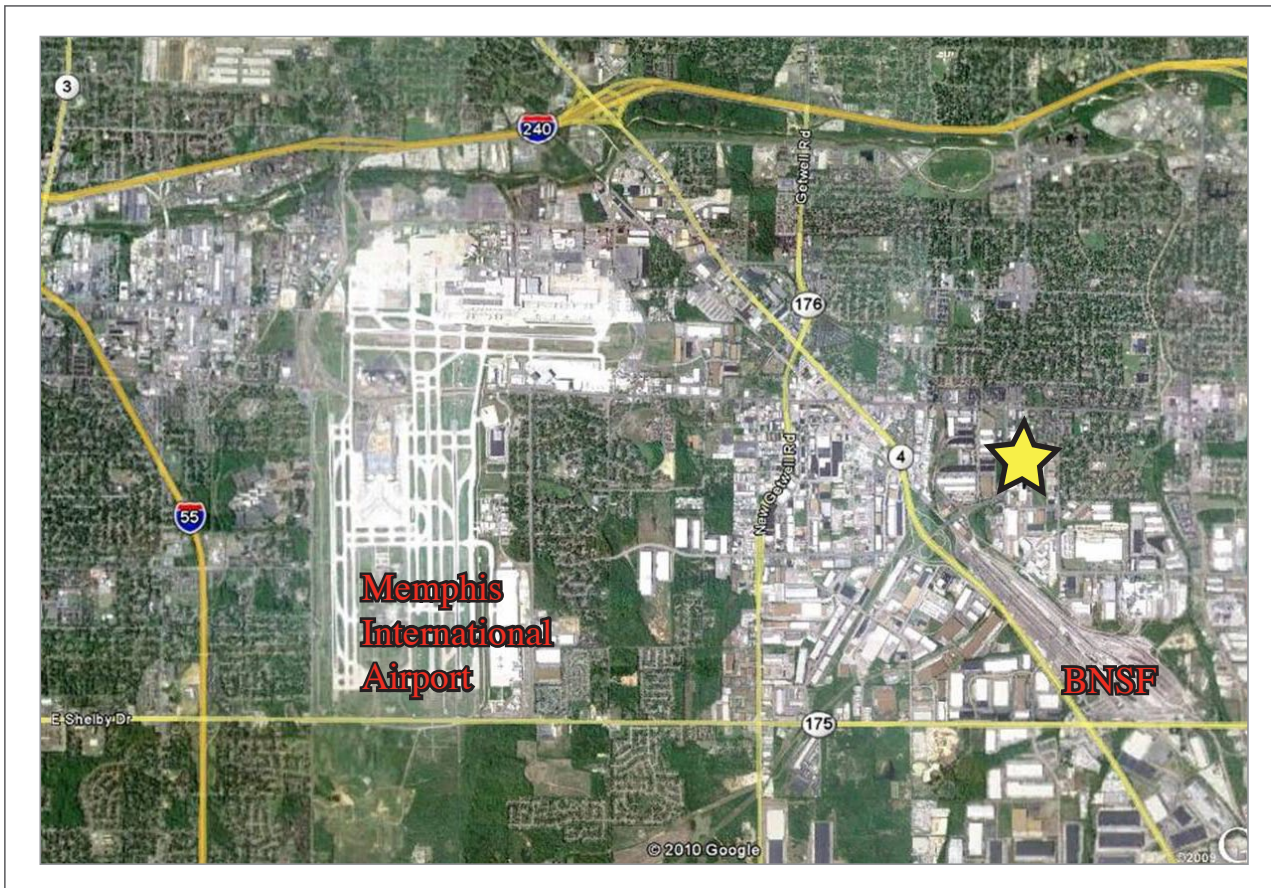 3
240
Getwell Rd
176
4
New Getwell Rd
55
Memphis
International
Airport
BNSF
E Shelby Dr
175
© 2010 Google
©2009
G